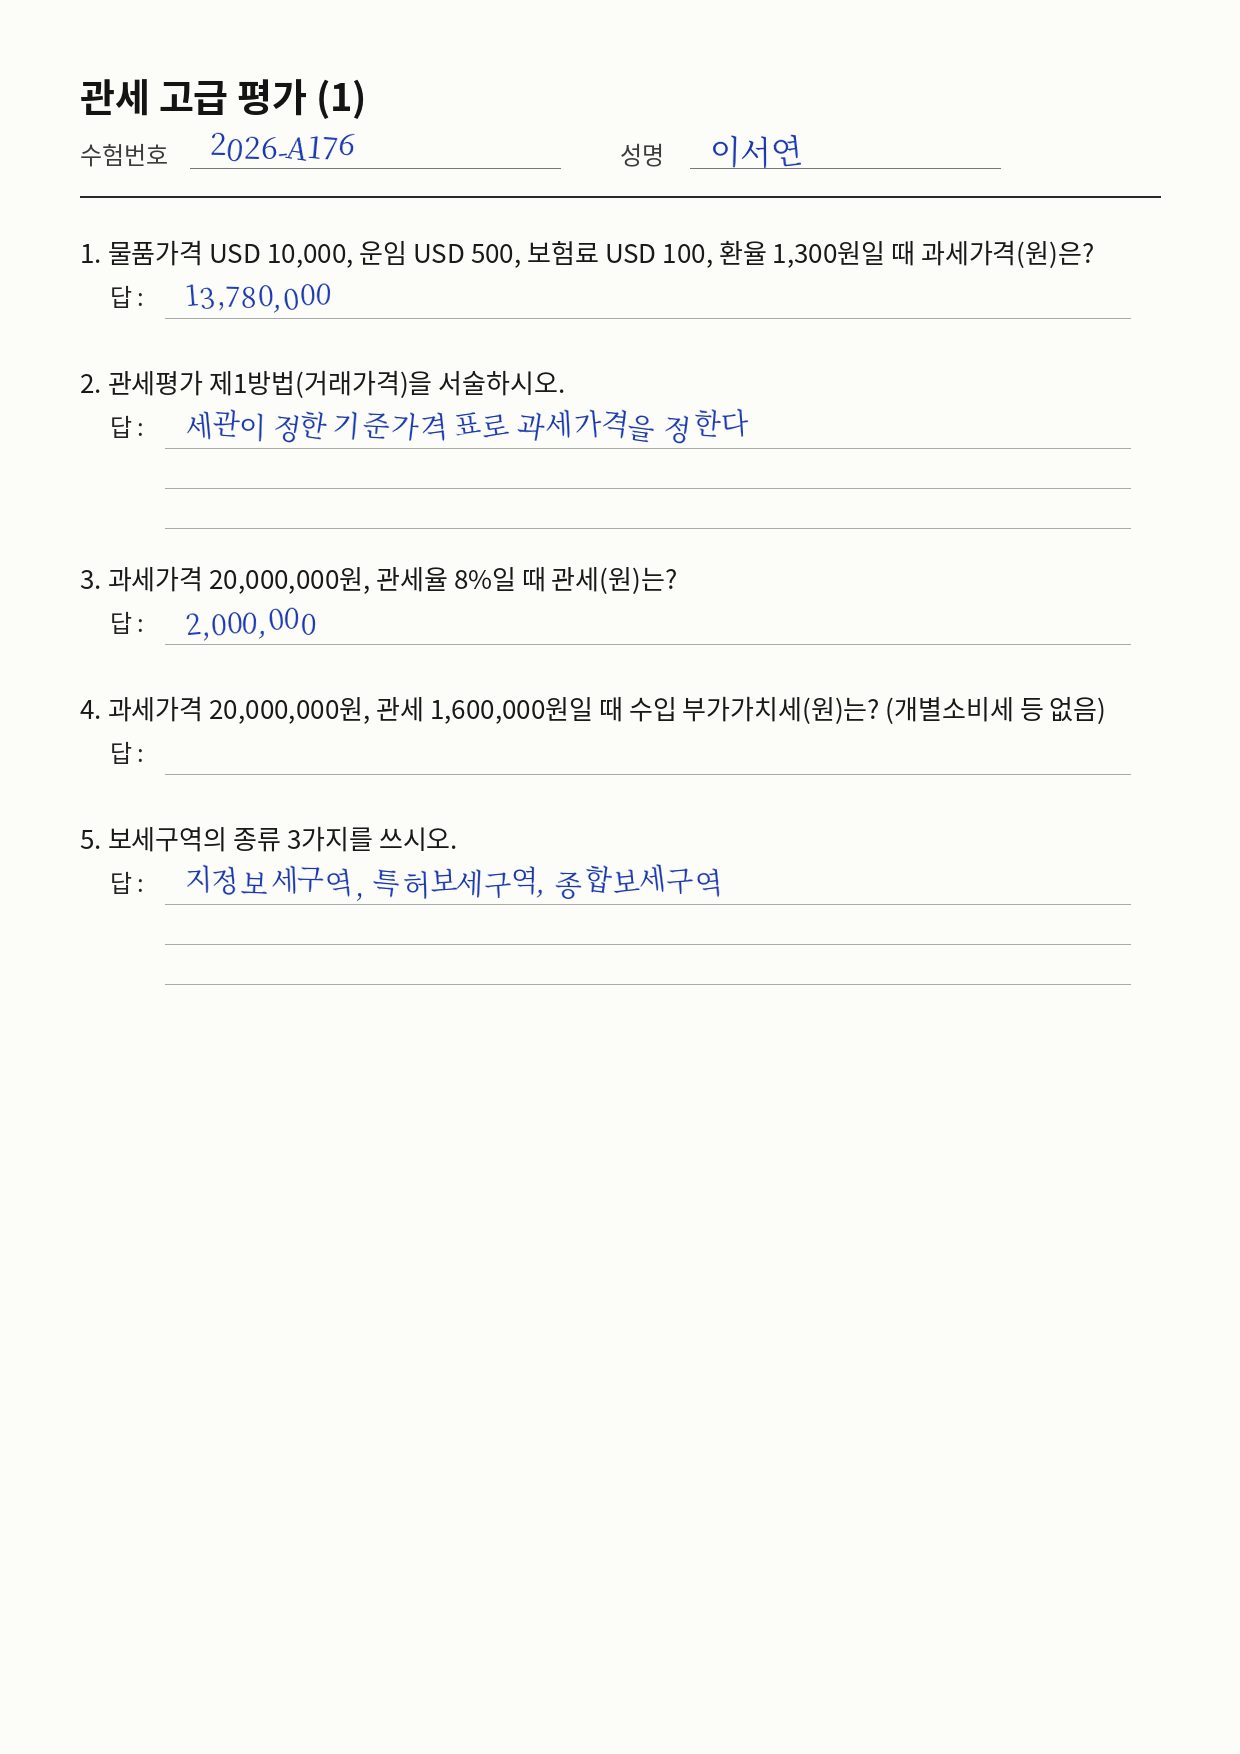 관세 고급 평가 (1)
수험번호 2026-A176 성명 이서연
1. 물품가격 USD 10,000, 운임 USD 500, 보험료 USD 100, 환율 1,300원일 때 과세가격(원)은?
답 : 13,780,000
2. 관세평가 제1방법(거래가격)을 서술하시오.
답 : 세관이 정한 기준가격 표로 과세가격을 정한다
3. 과세가격 20,000,000원, 관세율 8%일 때 관세(원)는?
답 : 2,000,000
4. 과세가격 20,000,000원, 관세 1,600,000원일 때 수입 부가가치세(원)는? (개별소비세 등 없음)
답 :
5. 보세구역의 종류 3가지를 쓰시오.
답 : 지정보세구역, 특허보세구역, 종합보세구역